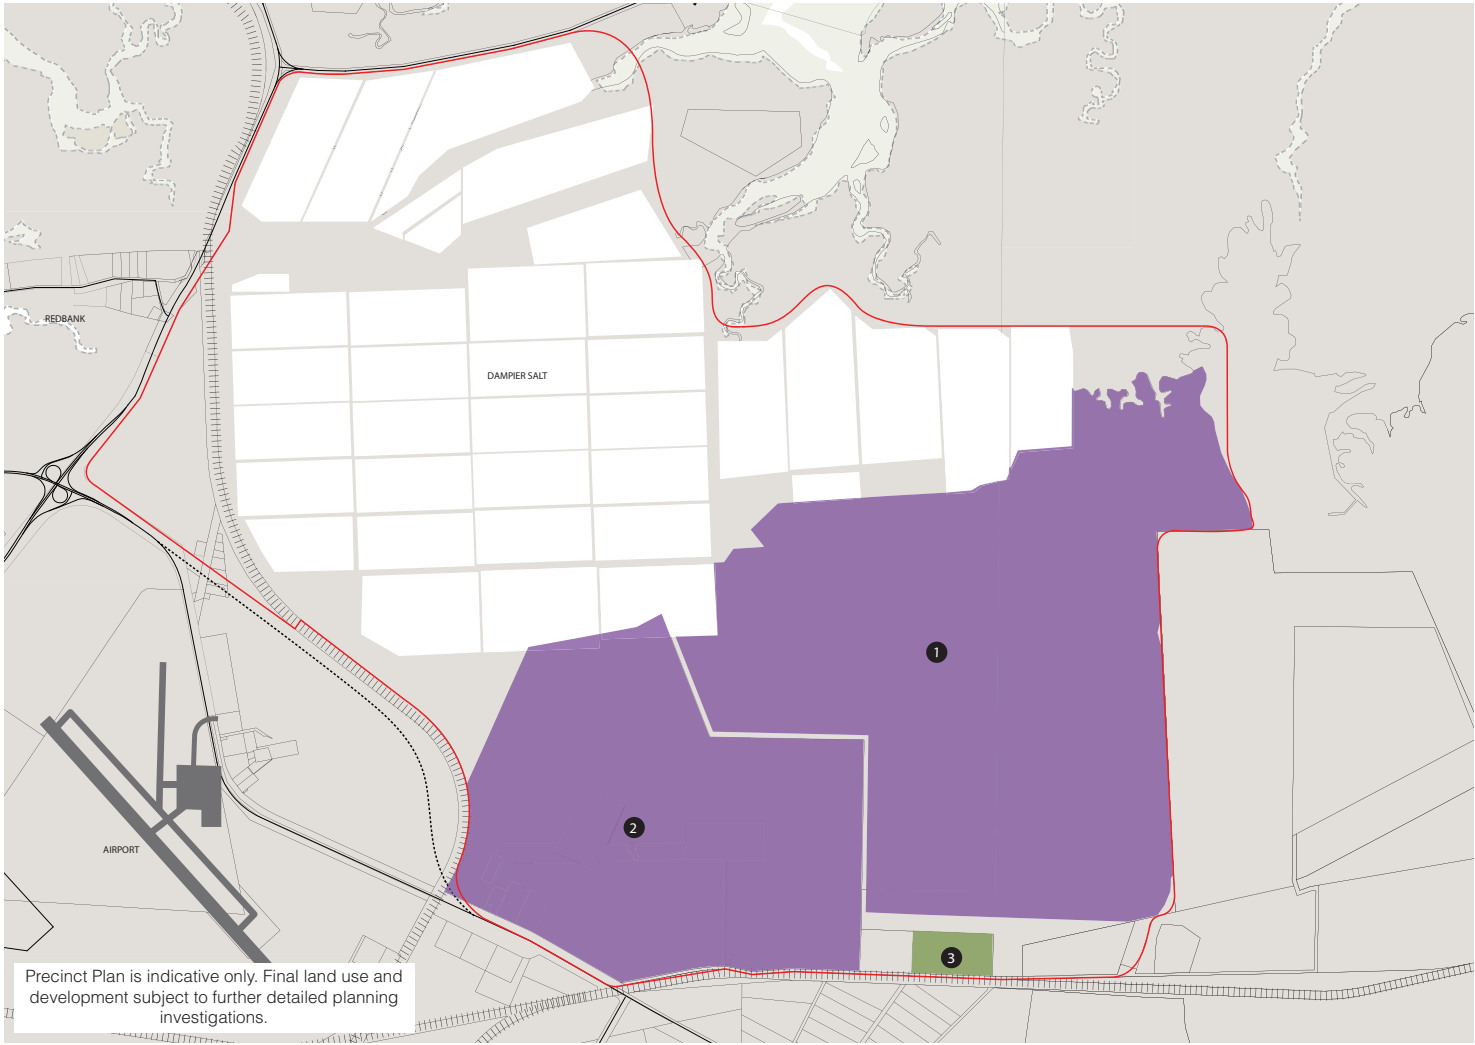 REDBANK
DAMPIER SALT
1
2
AIRPORT
3
Precinct Plan is indicative only. Final land use and
development subject to further detailed planning
investigations.